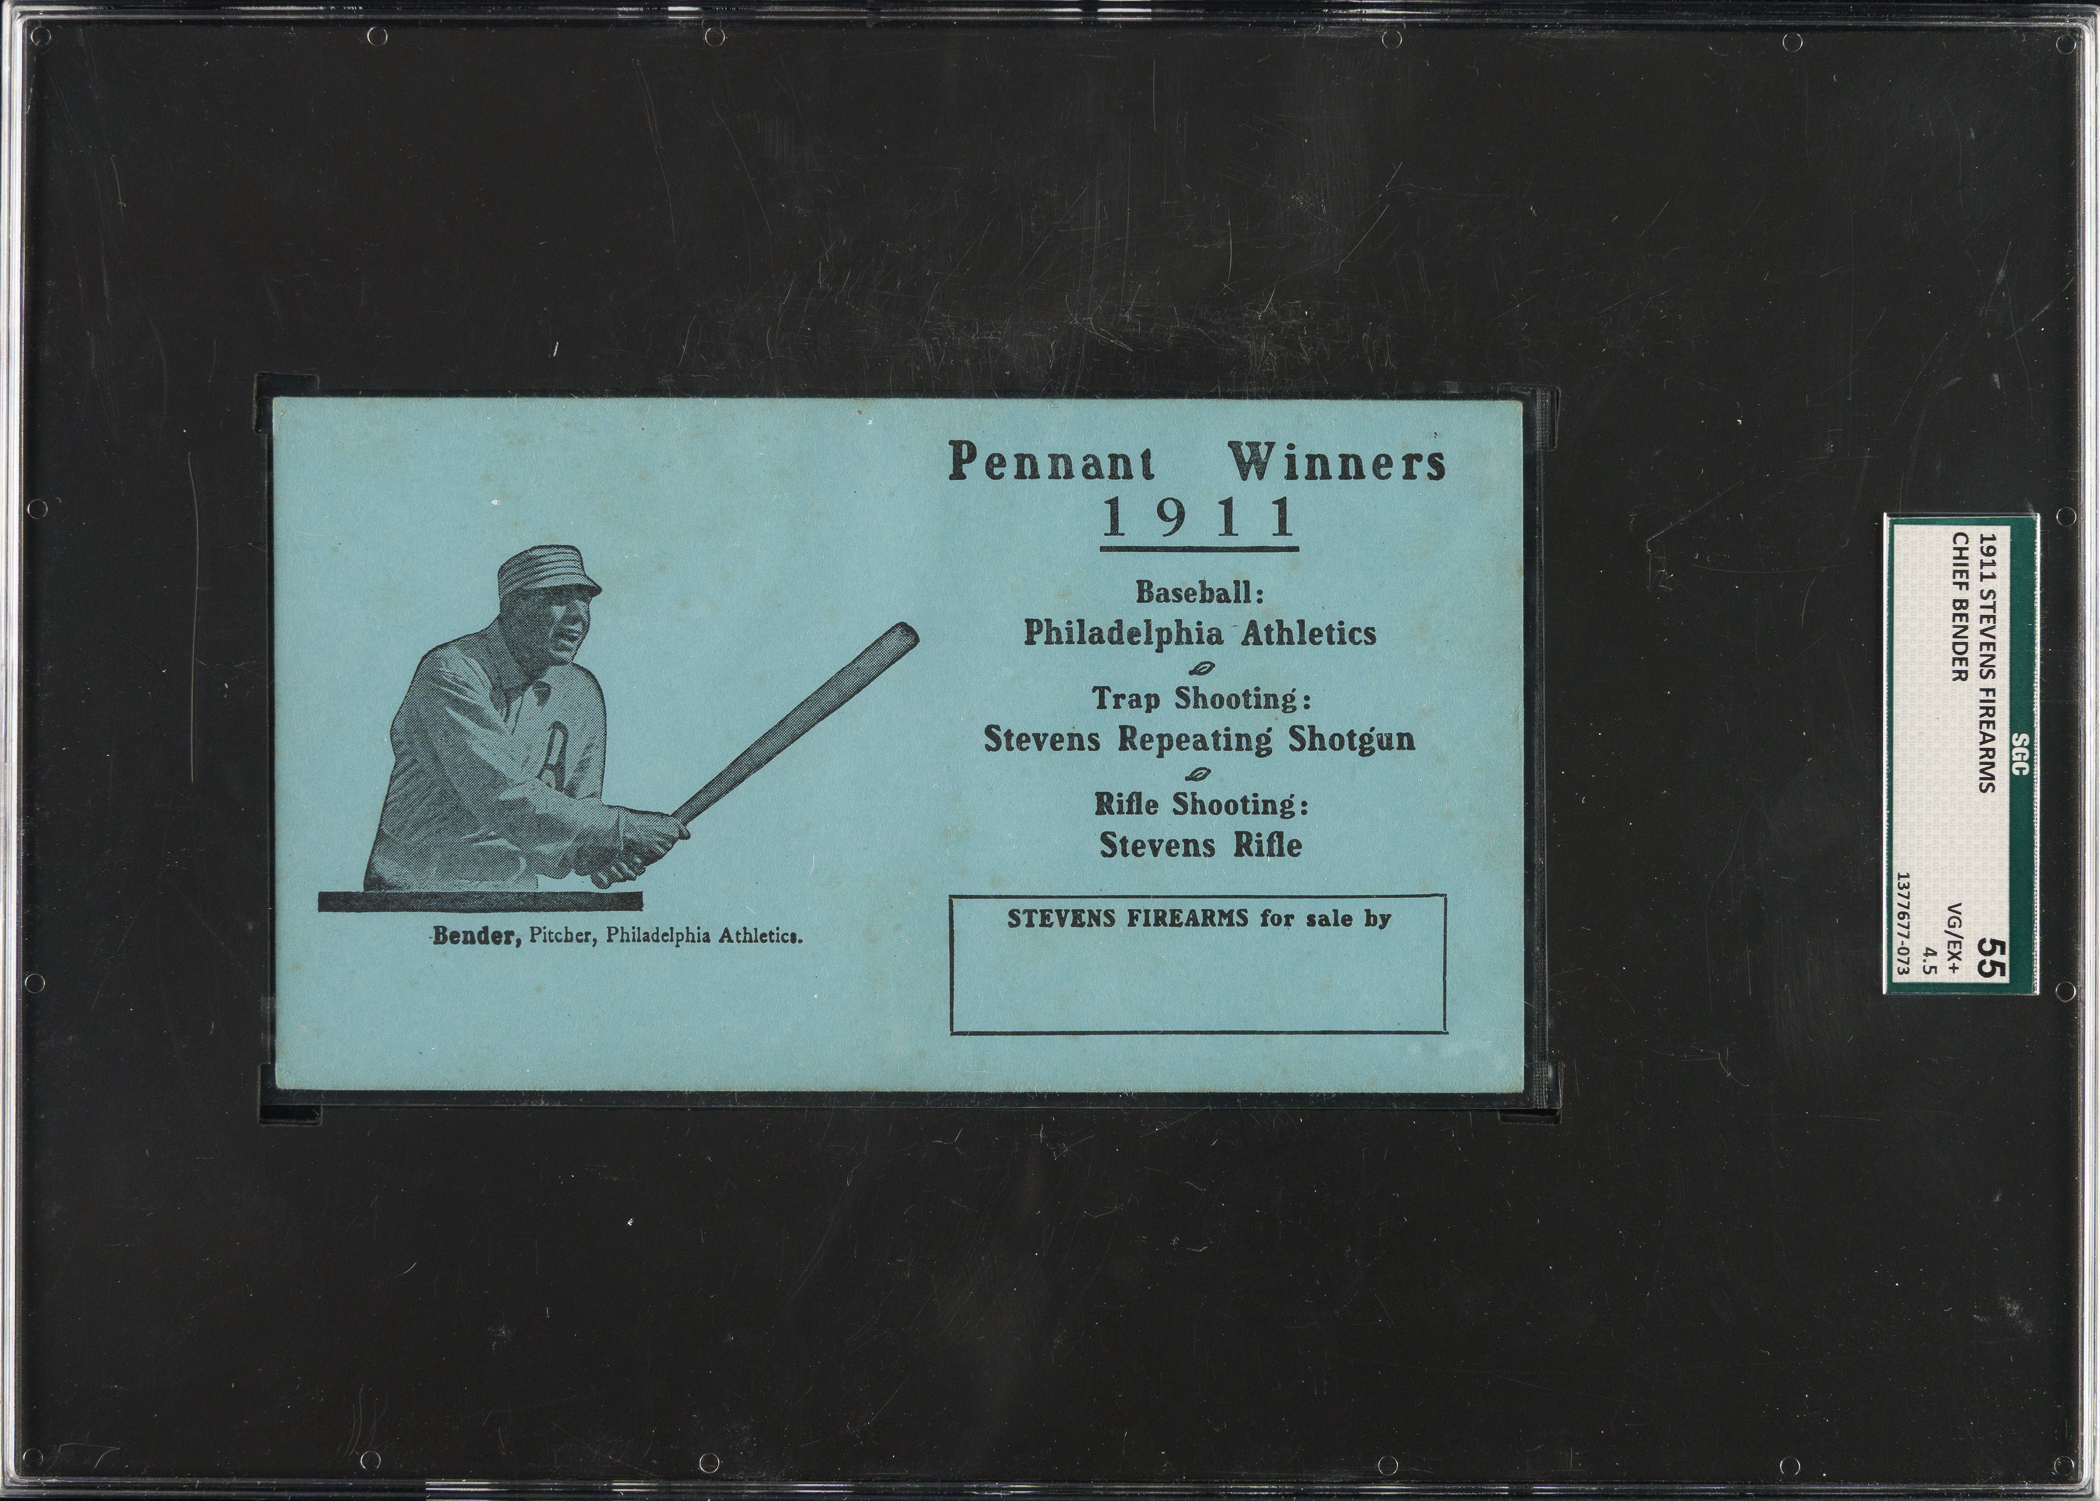 Pennant Winners
1911
Baseball:
Philadelphia Athletics
Trap Shooting:
Stevens Repeating Shotgun
Rifle Shooting:
Stevens Rifle
STEVENS FIREARMS for sale by
Bender, Pitcher, Philadelphia Athletics.
A
SGC
1911 STEVENS FIREARMS
CHIEF BENDER
55
VG/EX+
4.5
1377677-073